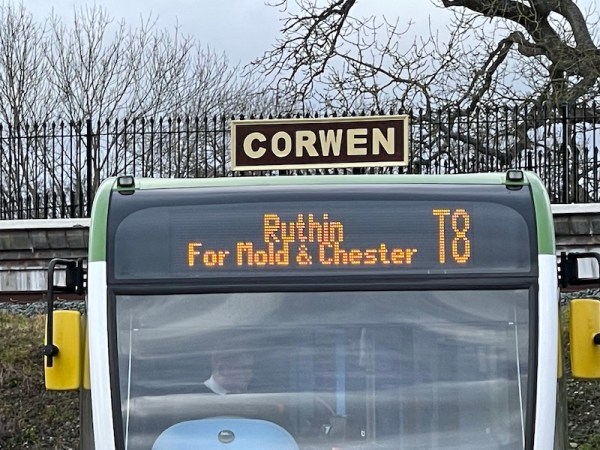 CORWEN
Ruthin T8
For Mold & Chester